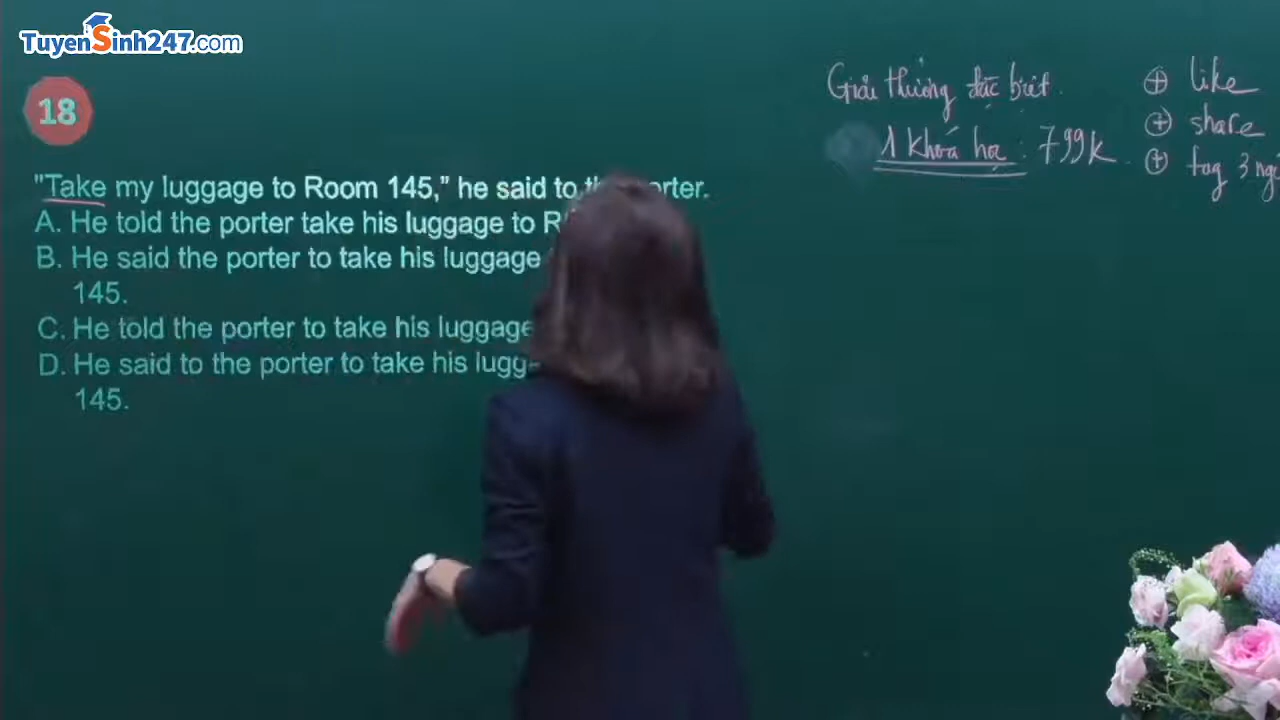 TuyenSinh247.com
18
"Take my luggage to Room 145," he said to
A. He told the porter take his luggage to
B. He said the porter to take his luggage
145.
C. He told the porter to take his luggage
D. He said to the porter to take his
145.
Giải thưởng đặc biệt.
1 khoá học : 799k.
+ like
+ share
+ tag 3